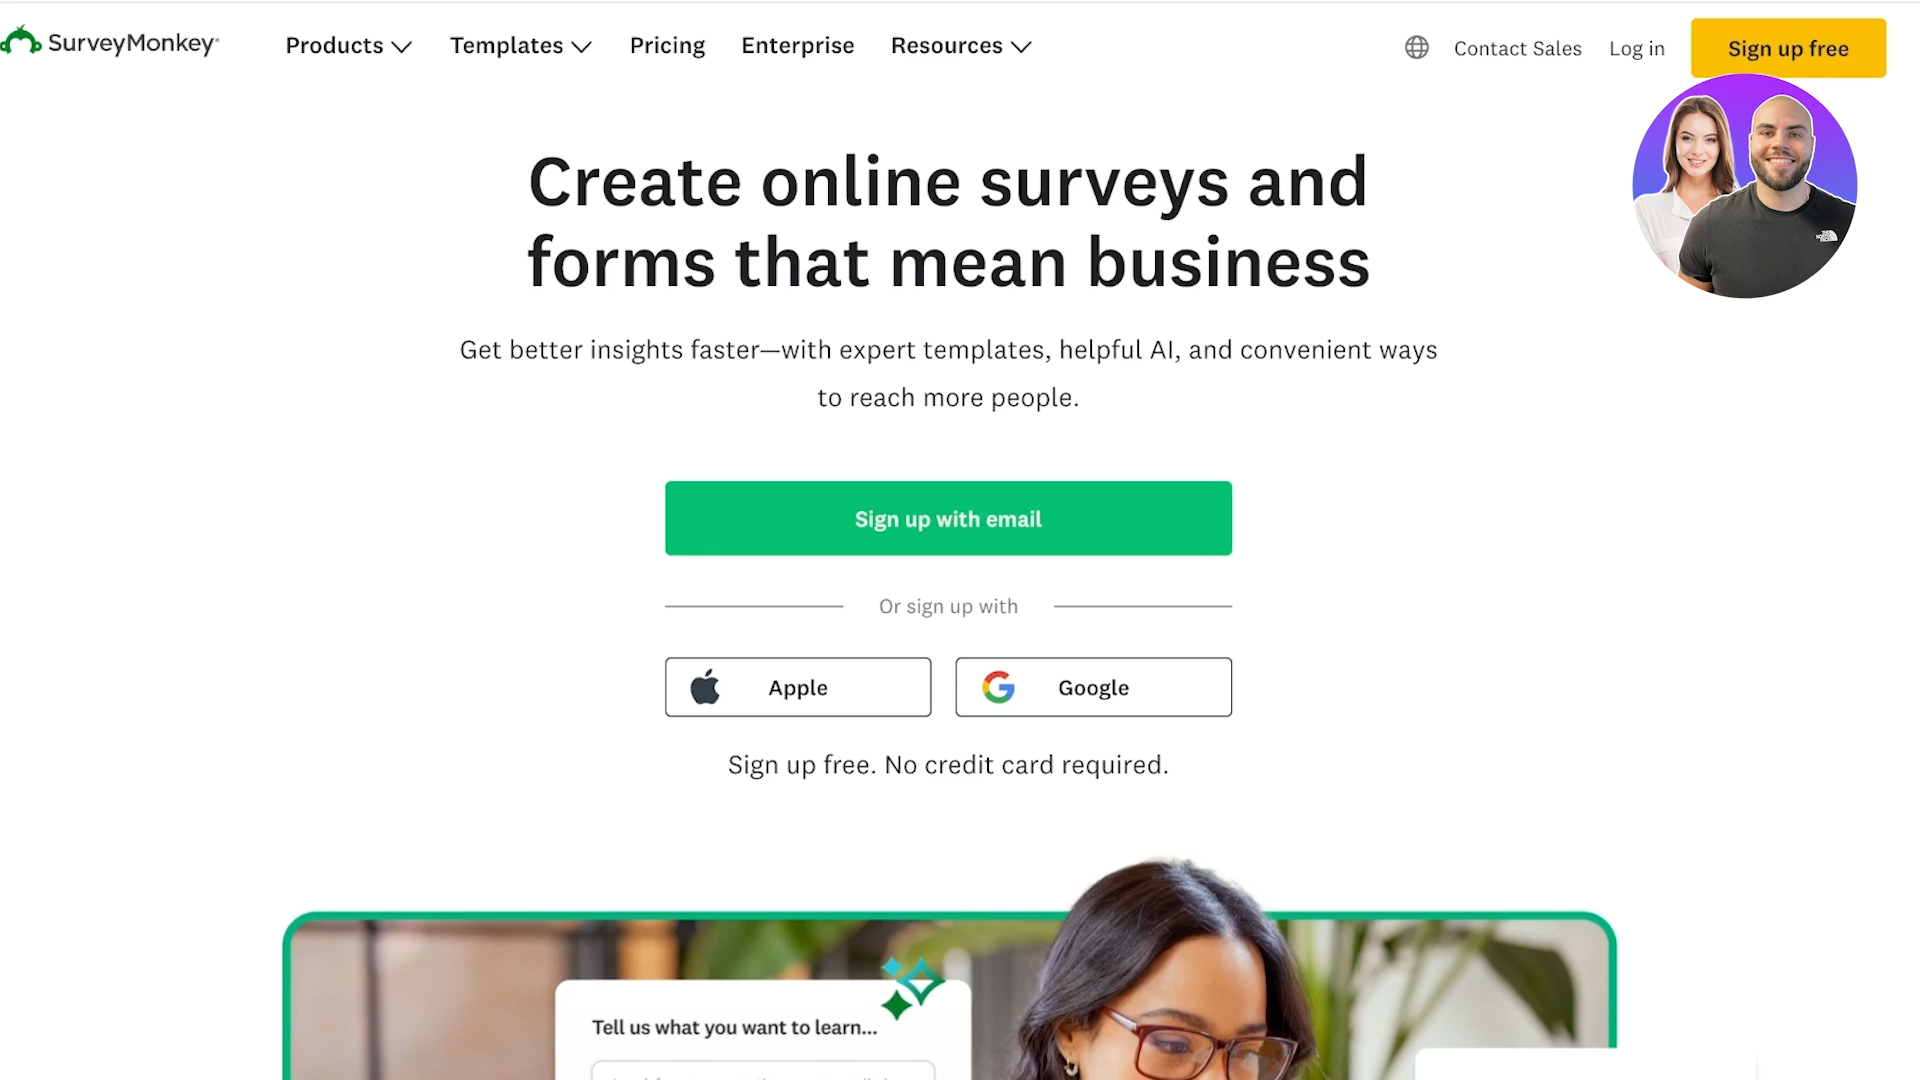 SurveyMonkey
Products
Templates
Pricing
Enterprise
Resources
Contact Sales
Log in
Sign up free
Create online surveys and
forms that mean business
Get better insights faster—with expert templates, helpful AI, and convenient ways
to reach more people.
Sign up with email
Or sign up with
Apple
Google
Sign up free. No credit card required.
Tell us what you want to learn...